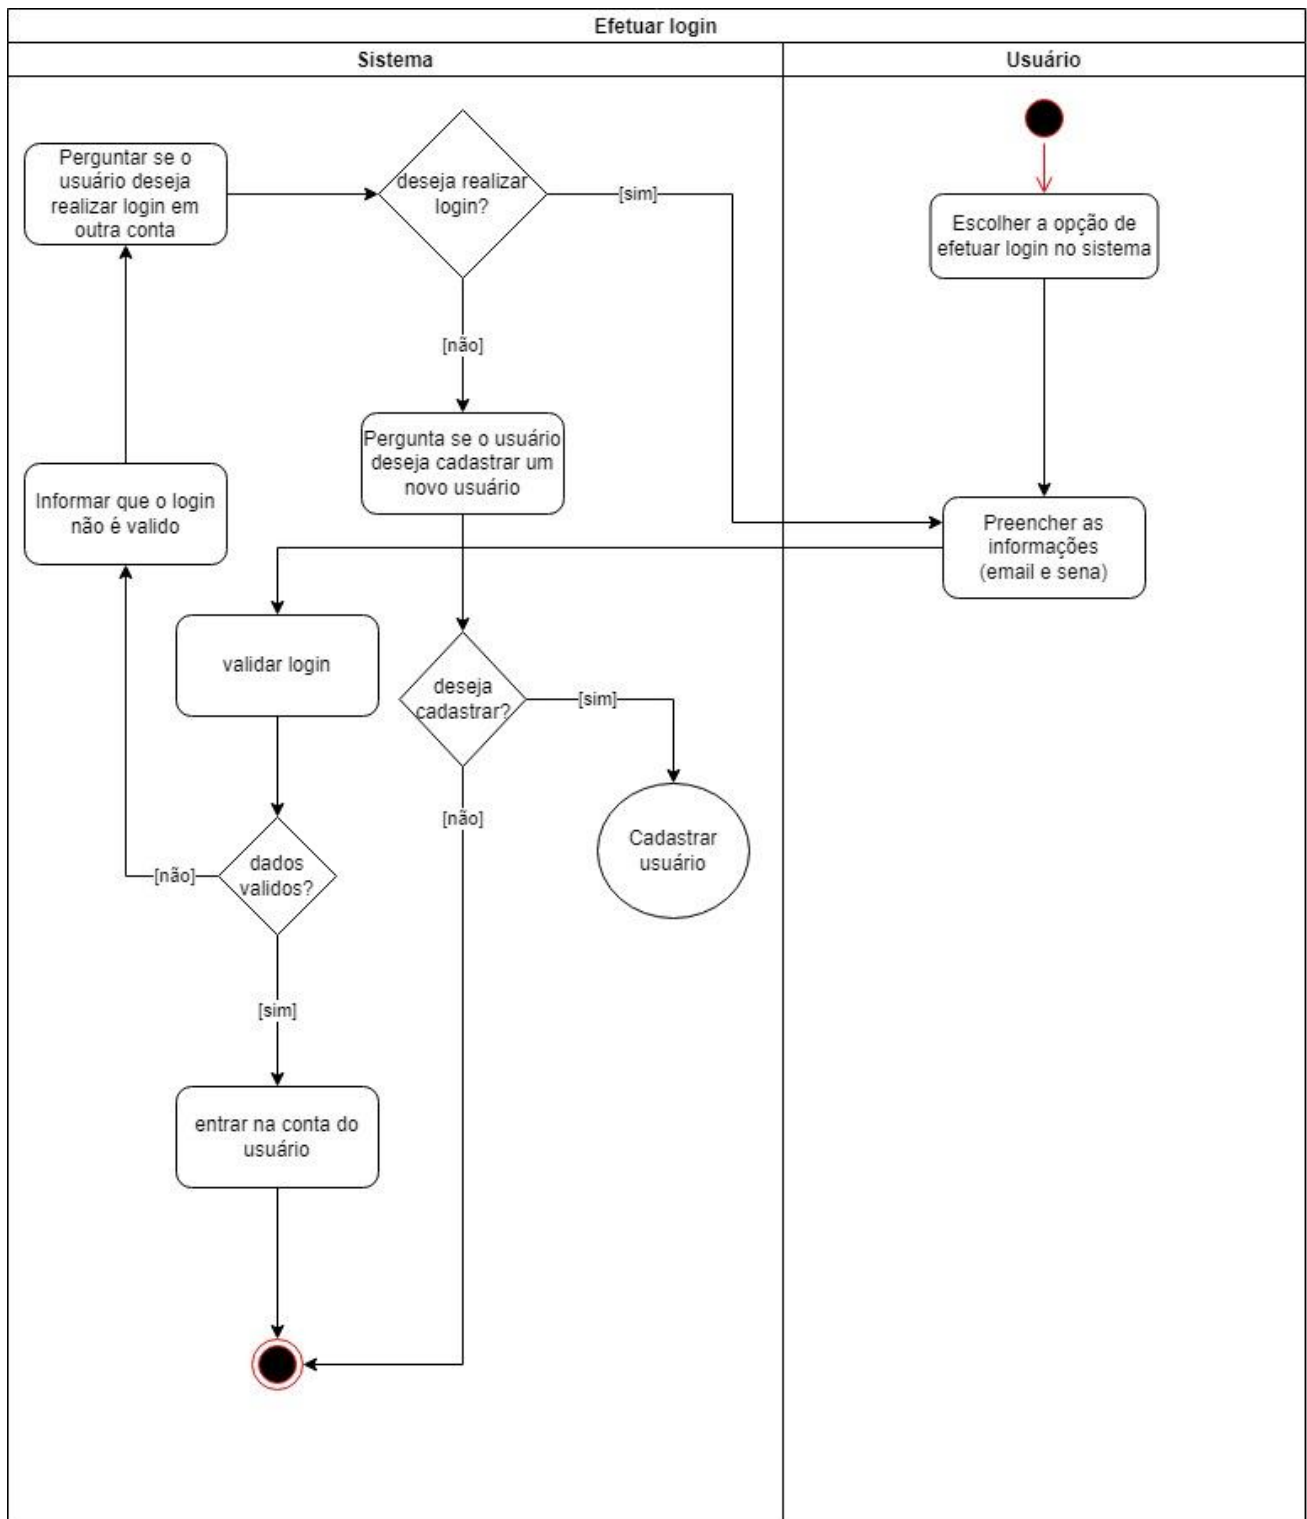 Efetuar login
Sistema
Usuário
Perguntar se o
usuário deseja
realizar login em
outra conta
deseja realizar
login?
[sim]
Escolher a opção de
efetuar login no sistema
[não]
Pergunta se o usuário
deseja cadastrar um
novo usuário
Informar que o login
não é valido
Preencher as
informações
(email e sena)
validar login
deseja
cadastrar?
[sim]
[não]
Cadastrar
usuário
dados
validos?
[não]
[sim]
entrar na conta do
usuário